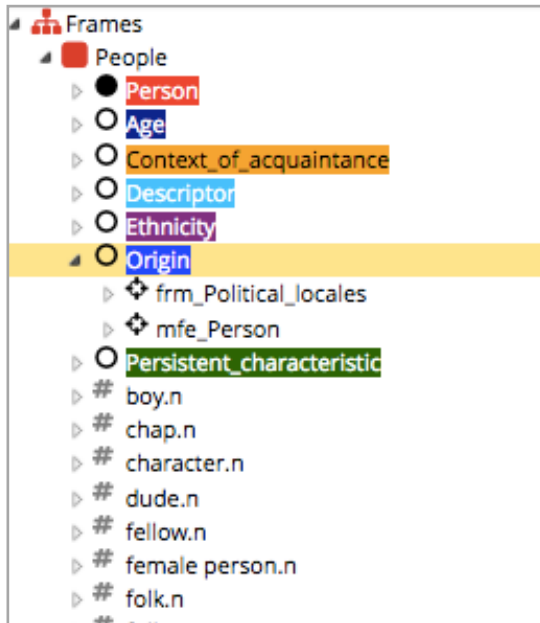 Frames
People
Person
Age
Context_of_acquaintance
Descriptor
Ethnicity
Origin
frm_Political_locales
mfe_Person
Persistent_characteristic
# boy.n
# chap.n
# character.n
# dude.n
# fellow.n
# female person.n
# folk.n